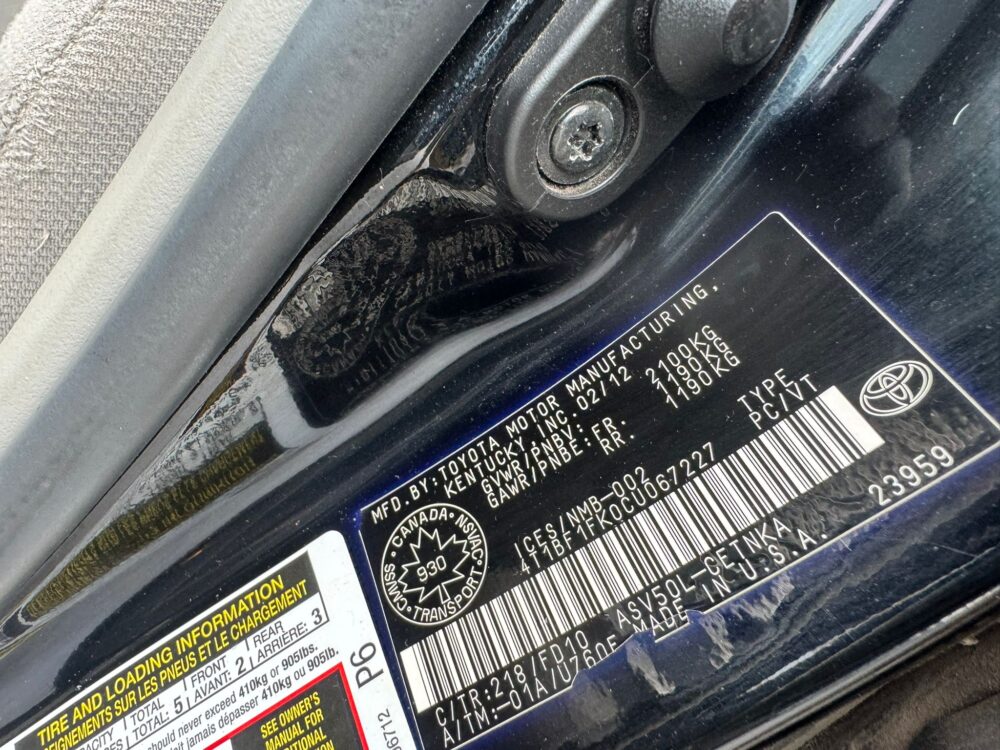 MFD. BY: TOYOTA MOTOR MANUFACTURING,
KENTUCKY INC. 02/12
GVWR/PNBV: 2100KG
GAWR/PNBE: FR. 1190KG
RR. 1190KG
CANADA • NSVAC
930
CMVSS • TRANSPORT
ICES/NMB-002
4T1BF1FK0CU067227
TYPE
PC/VT
C/TR:218/FD10 ASV50L-CETNKA 23959
A/TM:-01A/U760E MADE IN U.S.A.
TIRE AND LOADING INFORMATION
SUR LES PNEUS ET LE CHARGEMENT
TOTAL
TOTAL: 5
FRONT
AVANT: 2
REAR
ARRIÈRE: 3
should never exceed 410kg or 905lbs.
jamais dépasser 410kg ou 905lb.
SEE OWNER'S
MANUAL FOR
P6